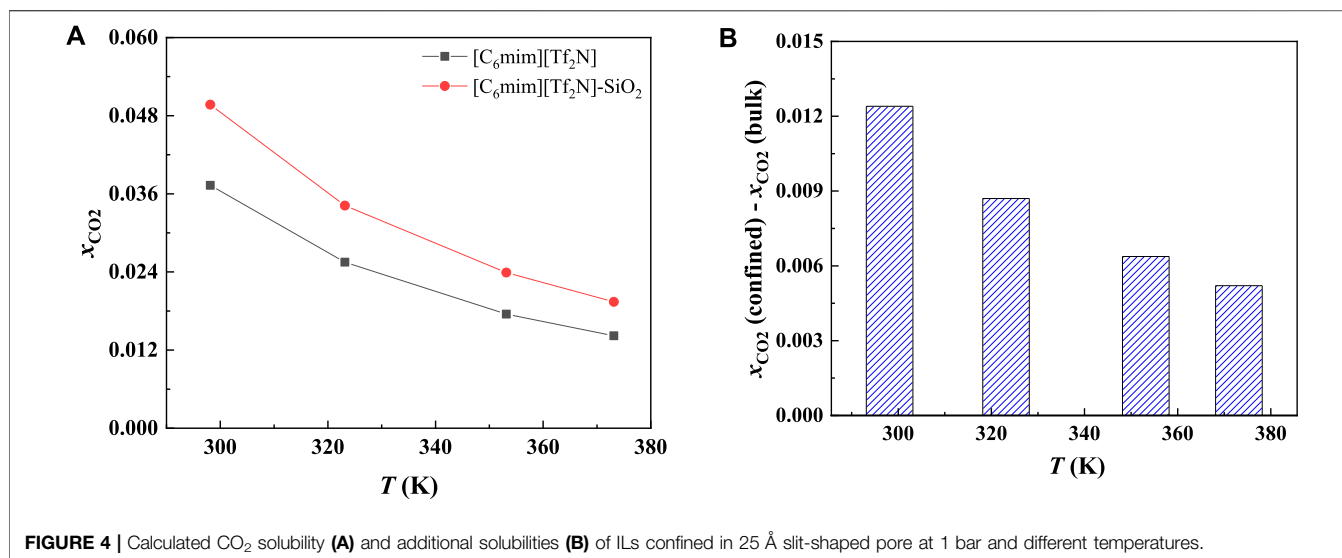 A
0.060
0.048
0.036
0.024
0.012
0.000
x_CO2
[C₆mim][Tf₂N]
[C₆mim][Tf₂N]-SiO₂
300 320 340 360 380
T (K)
B
0.015
0.012
0.009
0.006
0.003
0.000
x_CO2 (confined) - x_CO2 (bulk)
300 320 340 360 380
T (K)
FIGURE 4 | Calculated CO₂ solubility (A) and additional solubilities (B) of ILs confined in 25 Å slit-shaped pore at 1 bar and different temperatures.